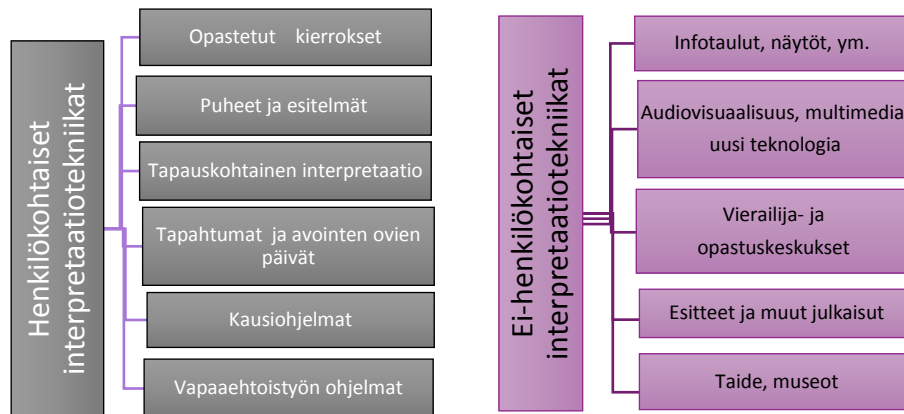 Henkilökohtaiset
interpretaatiotekniikat
Opastetut kierrokset
Puheet ja esitelmät
Tapauskohtainen interpretaatio
Tapahtumat ja avointen ovien
päivät
Kausiohjelmat
Vapaaehtoistyön ohjelmat
Ei-henkilökohtaiset
interpretaatiotekniikat
Infotaulut, näytöt, ym.
Audiovisuaalisuus, multimedia
uusi teknologia
Vierailija- ja
opastuskeskukset
Esitteet ja muut julkaisut
Taide, museot